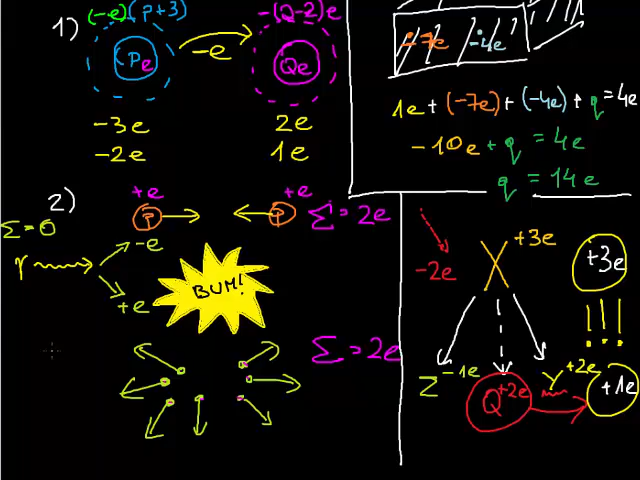 1)
(-e)(P+3)
-(Q-2)e
Pe
-e
Qe
-3e
2e
-2e
1e
-7e
-4e
1e+(-7e)+(-4e)+q=4e
-10e+q=4e
q=14e
2)
+e
+e
P
P
Σ=2e
Σ=0
γ
-e
+e
BUM!
Σ=2e
-2e
X +3e
+3e
!!!
Z -1e
Q +2e
Y +2e
+1e